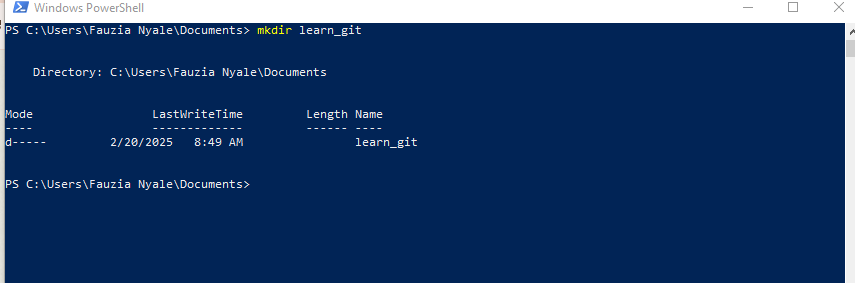 Windows PowerShell
PS C:\Users\Fauzia Nyale\Documents> mkdir learn_git
Directory: C:\Users\Fauzia Nyale\Documents
Mode                 LastWriteTime         Length Name
----                 -------------         ------ ----
d-----         2/20/2025   8:49 AM                learn_git
PS C:\Users\Fauzia Nyale\Documents>